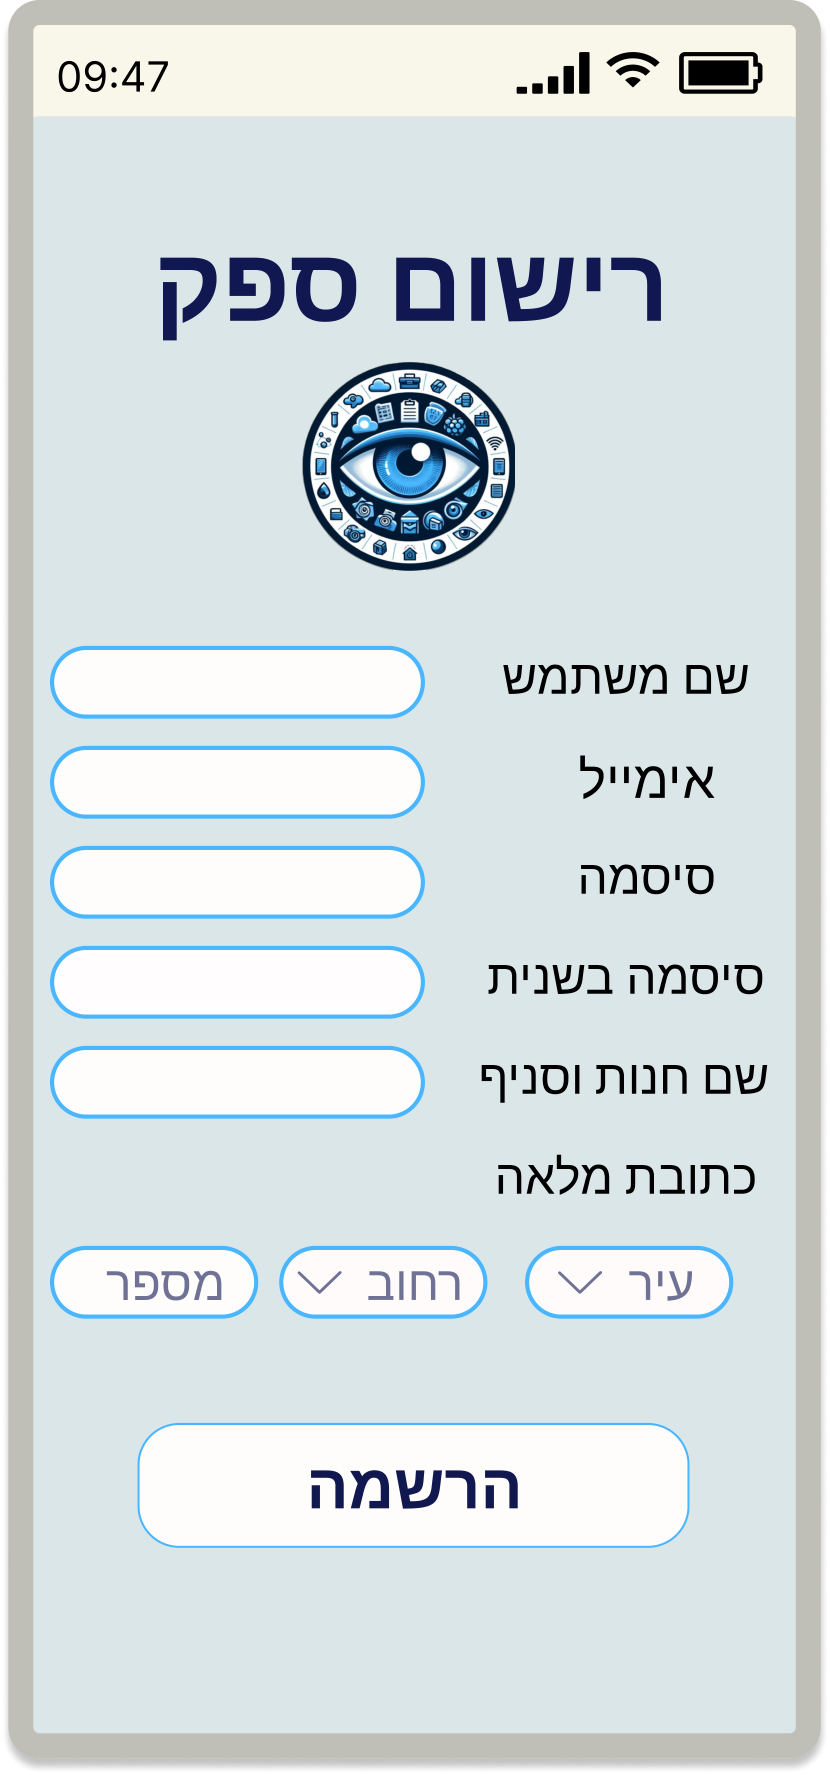 09:47
רישום ספק
שם משתמש
אימייל
סיסמה
סיסמה בשנית
שם חנות וסניף
כתובת מלאה
עיר רחוב מספר
הרשמה